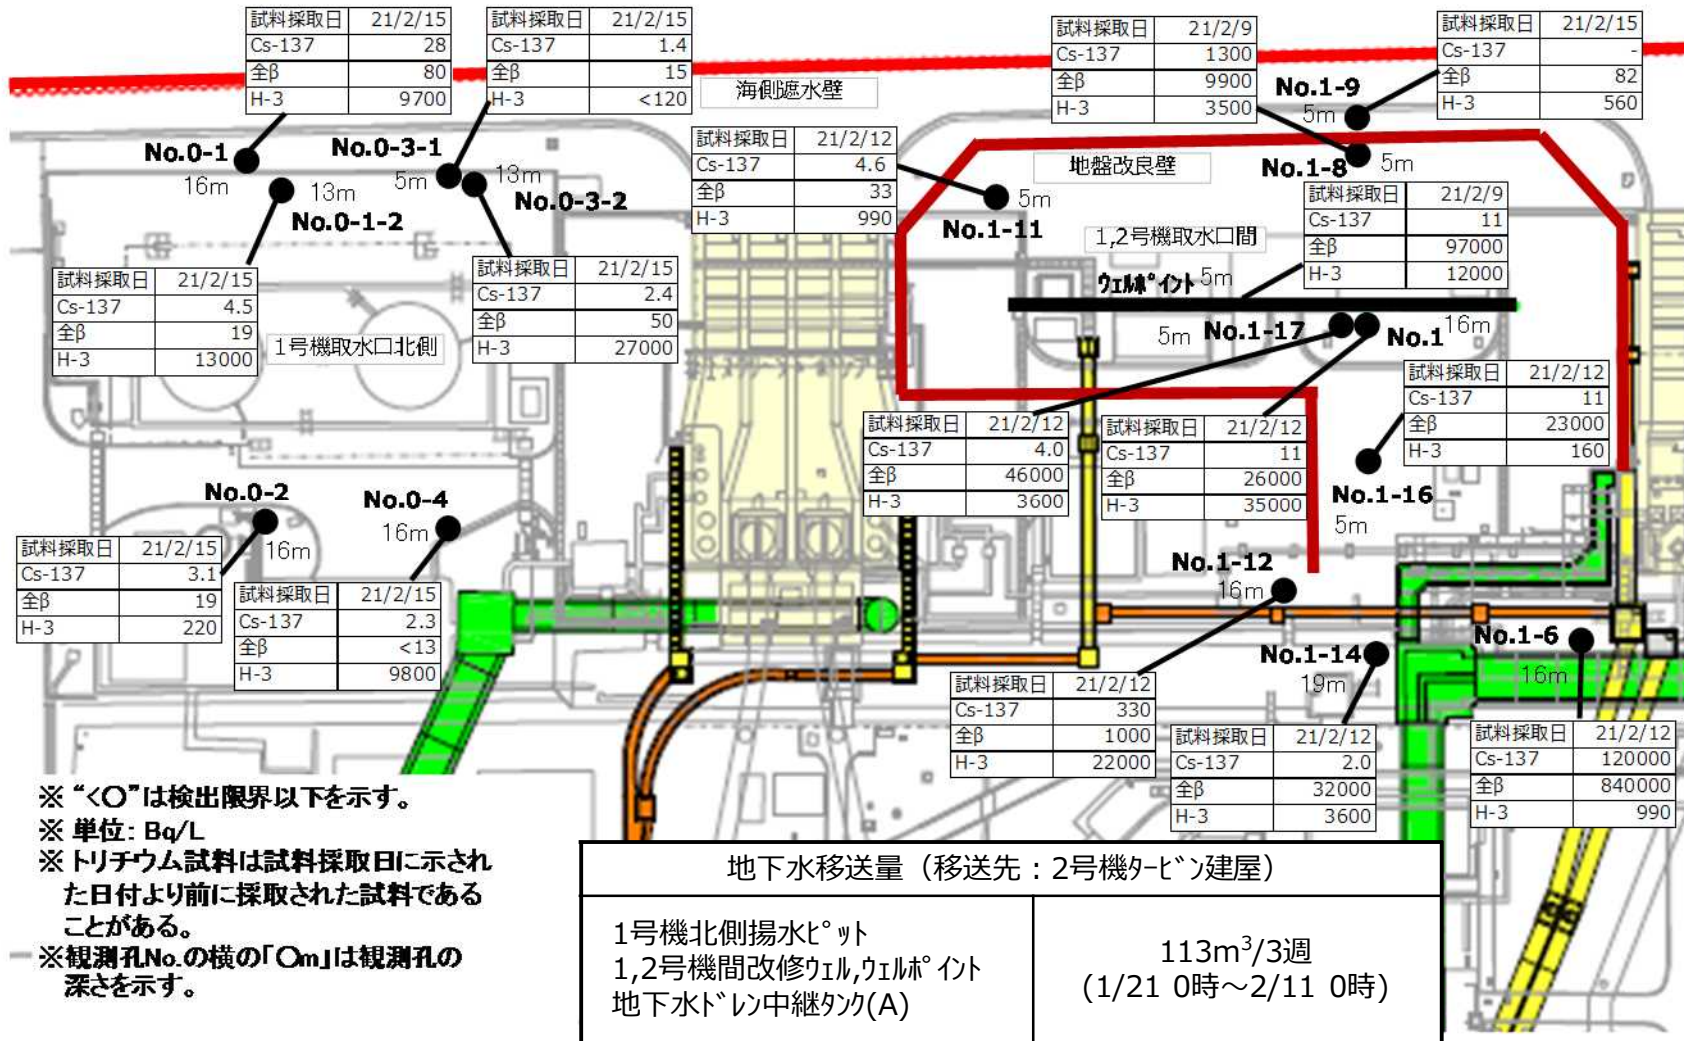 試料採取日 21/2/15
Cs-137 28
全β 80
H-3 9700
試料採取日 21/2/15
Cs-137 1.4
全β 15
H-3 <120
海側遮水壁
試料採取日 21/2/9
Cs-137 1300
全β 9900
H-3 3500
試料採取日 21/2/15
Cs-137 -
全β 82
H-3 560
No.0-1
16m
No.0-3-1
5m
13m
No.0-3-2
13m
No.0-1-2
試料採取日 21/2/12
Cs-137 4.6
全β 33
H-3 990
5m
No.1-11
地盤改良壁
No.1-9
5m
No.1-8
5m
試料採取日 21/2/9
Cs-137 11
全β 97000
H-3 12000
1,2号機取水口間
ウェルポイント 5m
試料採取日 21/2/15
Cs-137 4.5
全β 19
H-3 13000
1号機取水口北側
試料採取日 21/2/15
Cs-137 2.4
全β 50
H-3 27000
5m No.1-17
No.1
16m
試料採取日 21/2/12
Cs-137 11
全β 23000
H-3 160
試料採取日 21/2/12
Cs-137 4.0
全β 46000
H-3 3600
試料採取日 21/2/12
Cs-137 11
全β 26000
H-3 35000
No.1-16
5m
No.0-2
16m
No.0-4
16m
試料採取日 21/2/15
Cs-137 3.1
全β 19
H-3 220
試料採取日 21/2/15
Cs-137 2.3
全β <13
H-3 9800
No.1-12
16m
No.1-14
19m
No.1-6
16m
試料採取日 21/2/12
Cs-137 330
全β 1000
H-3 22000
試料採取日 21/2/12
Cs-137 2.0
全β 32000
H-3 3600
試料採取日 21/2/12
Cs-137 120000
全β 840000
H-3 990
※ “<〇”は検出限界以下を示す。
※ 単位: Bq/L
※トリチウム試料は試料採取日に示され
た日付より前に採取された試料である
ことがある。
※観測孔No.の横の「〇m」は観測孔の
深さを示す。
地下水移送量（移送先：2号機タービン建屋）
1号機北側揚水ピット
1,2号機間改修ウェル,ウェルポイント
地下水ドレン中継タンク(A)
113m³/3週
(1/21 0時～2/11 0時)